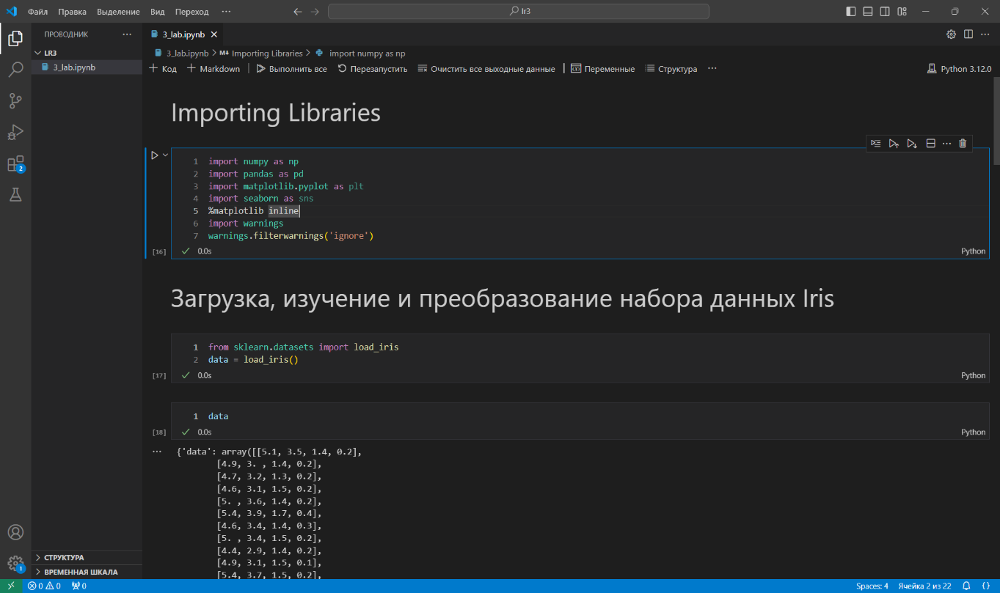 Файл Правка Выделение Вид Переход ··· lr3
ПРОВОДНИК ···
LR3
3_lab.ipynb
СТРУКТУРА
ВРЕМЕННАЯ ШКАЛА
2
1
3_lab.ipynb
3_lab.ipynb > M↓ Importing Libraries > import numpy as np
+ Код + Markdown | Выполнить все Перезапустить Очистить все выходные данные | Переменные Структура ··· Python 3.12.0
Importing Libraries
1 import numpy as np
2 import pandas as pd
3 import matplotlib.pyplot as plt
4 import seaborn as sns
5 %matplotlib inline
6 import warnings
7 warnings.filterwarnings('ignore')
[16] ✓ 0.0s Python
Загрузка, изучение и преобразование набора данных Iris
1 from sklearn.datasets import load_iris
2 data = load_iris()
[17] ✓ 0.0s Python
1 data
[18] ✓ 0.0s Python
··· {'data': array([[5.1, 3.5, 1.4, 0.2],
[4.9, 3. , 1.4, 0.2],
[4.7, 3.2, 1.3, 0.2],
[4.6, 3.1, 1.5, 0.2],
[5. , 3.6, 1.4, 0.2],
[5.4, 3.9, 1.7, 0.4],
[4.6, 3.4, 1.4, 0.3],
[5. , 3.4, 1.5, 0.2],
[4.4, 2.9, 1.4, 0.2],
[4.9, 3.1, 1.5, 0.1],
[5.4, 3.7, 1.5, 0.2],
0 0 0 Spaces: 4 Ячейка 2 из 22 {}